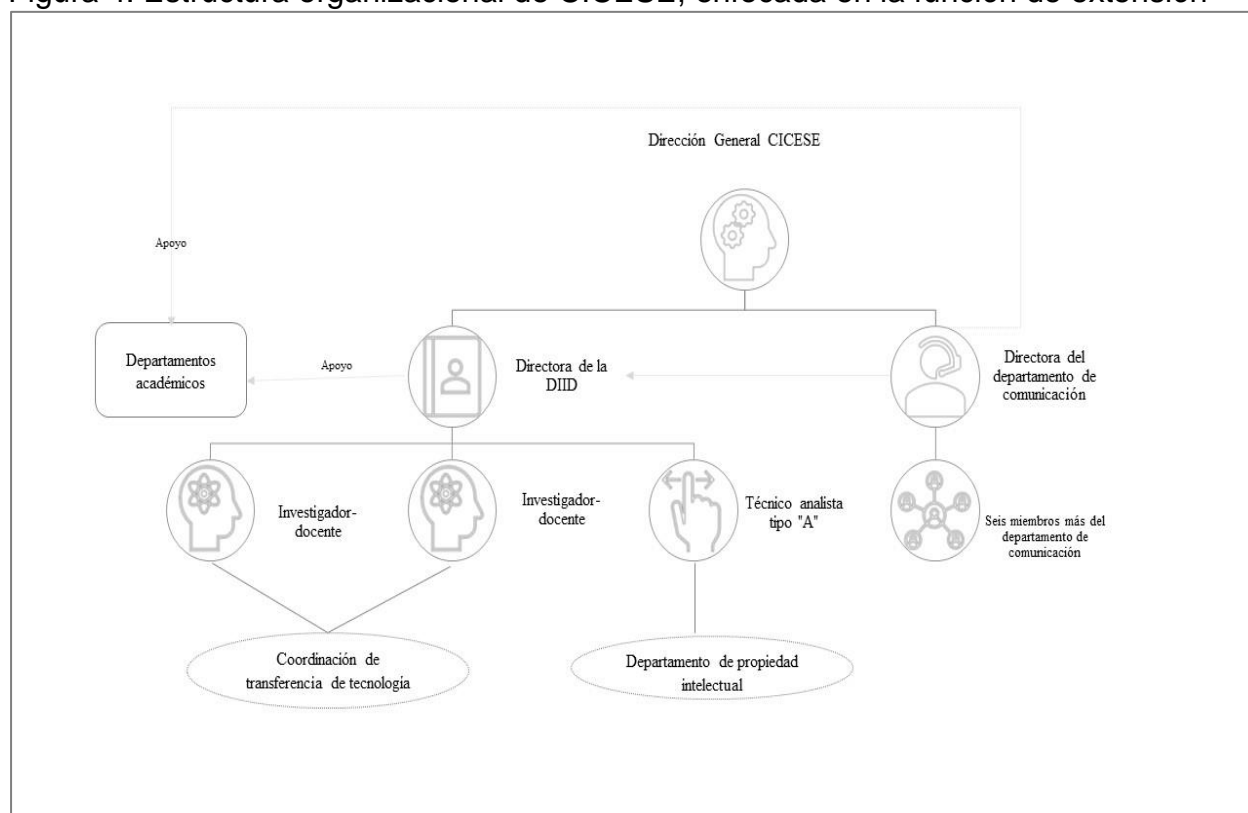 Figura 4. Estructura organizacional de CICESE, enfocada en la función de extensión
Dirección General CICESE
Apoyo
Departamentos
académicos
Apoyo
Directora de la
DIID
Directora del
departamento de
comunicación
Investigador-
docente
Investigador-
docente
Técnico analista
tipo "A"
Seis miembros más del
departamento de
comunicación
Coordinación de
transferencia de tecnología
Departamento de propiedad
intelectual